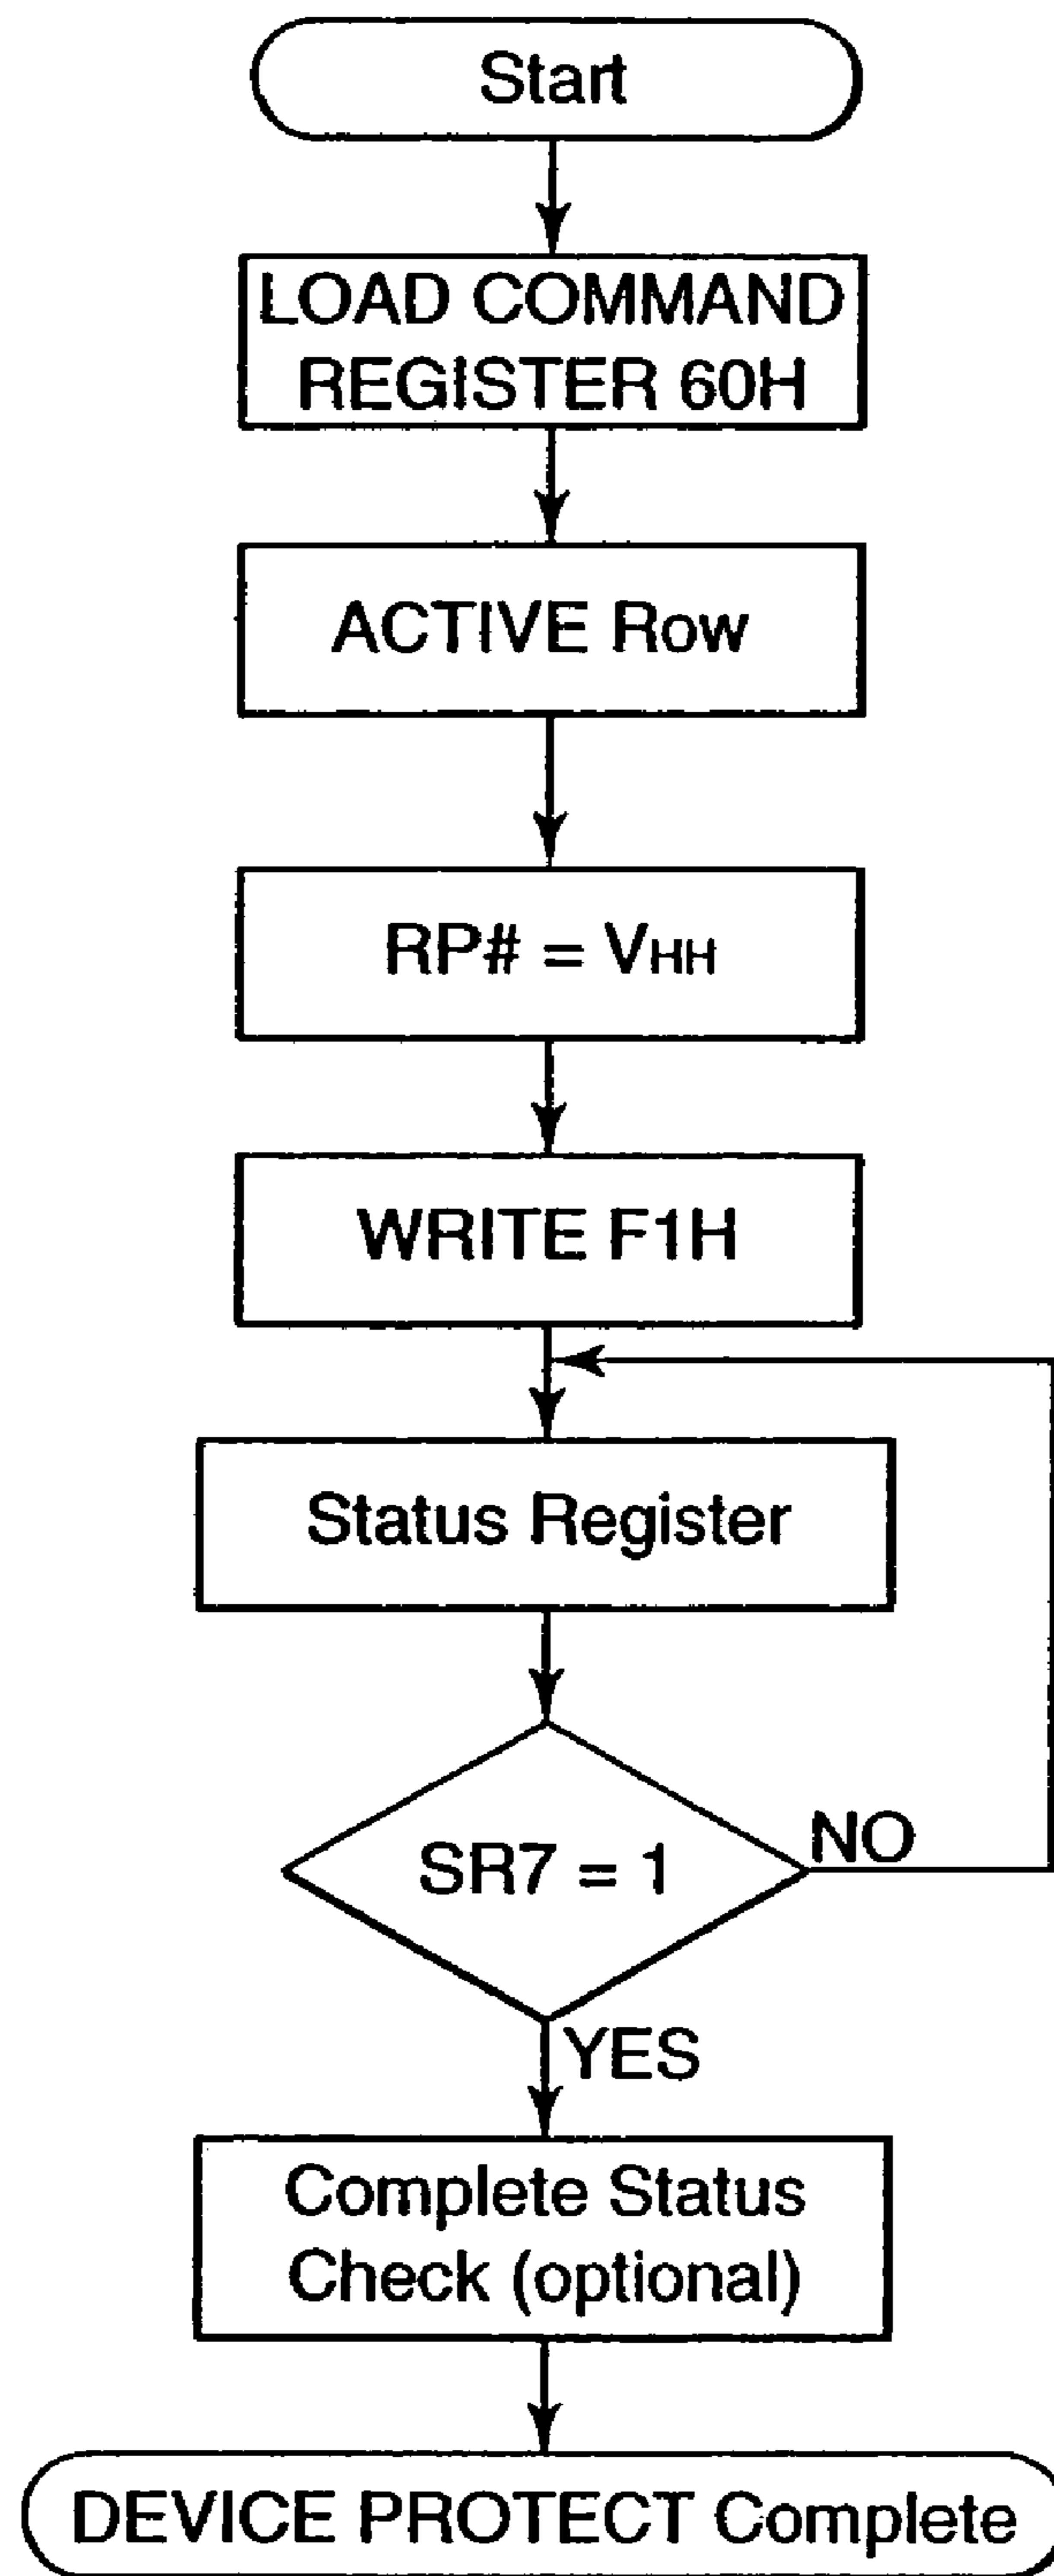 Start
LOAD COMMAND
REGISTER 60H
ACTIVE Row
RP# = VHH
WRITE F1H
Status Register
SR7 = 1
NO
YES
Complete Status
Check (optional)
DEVICE PROTECT Complete